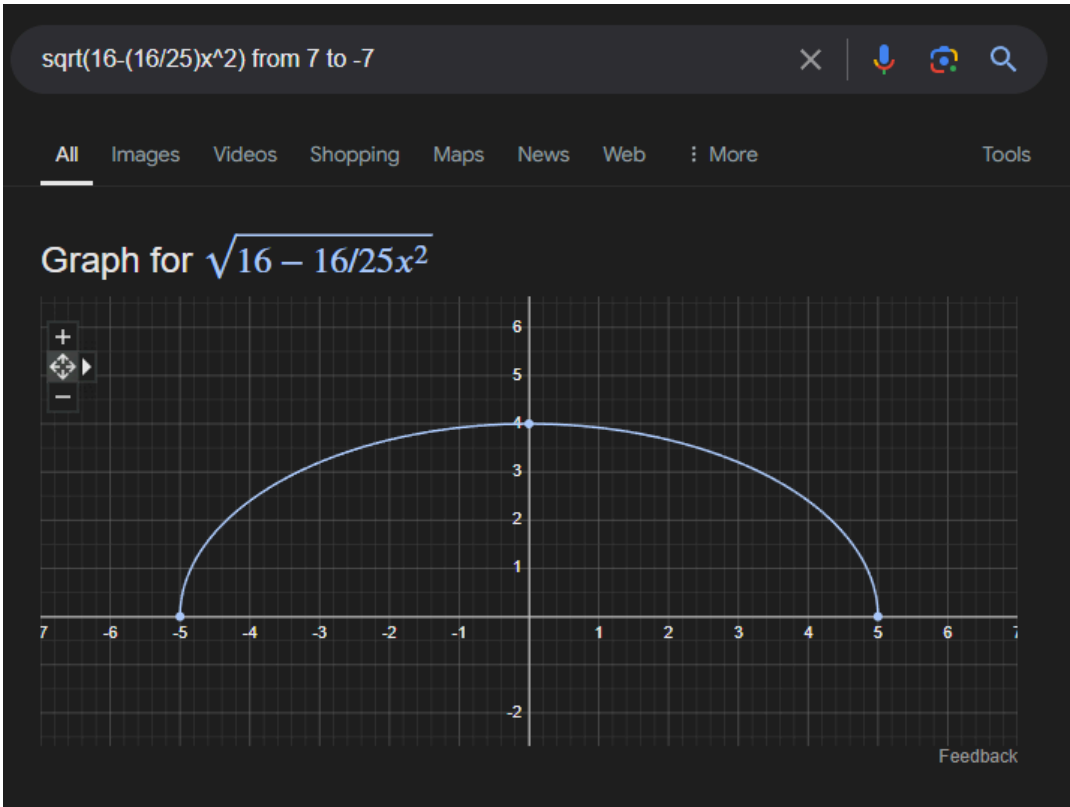 sqrt(16-(16/25)x^2) from 7 to -7
All Images Videos Shopping Maps News Web More Tools
Graph for √16 – 16/25x²
6
5
4
3
2
1
7 -6 -5 -4 -3 -2 -1 1 2 3 4 5 6 7
-2
Feedback